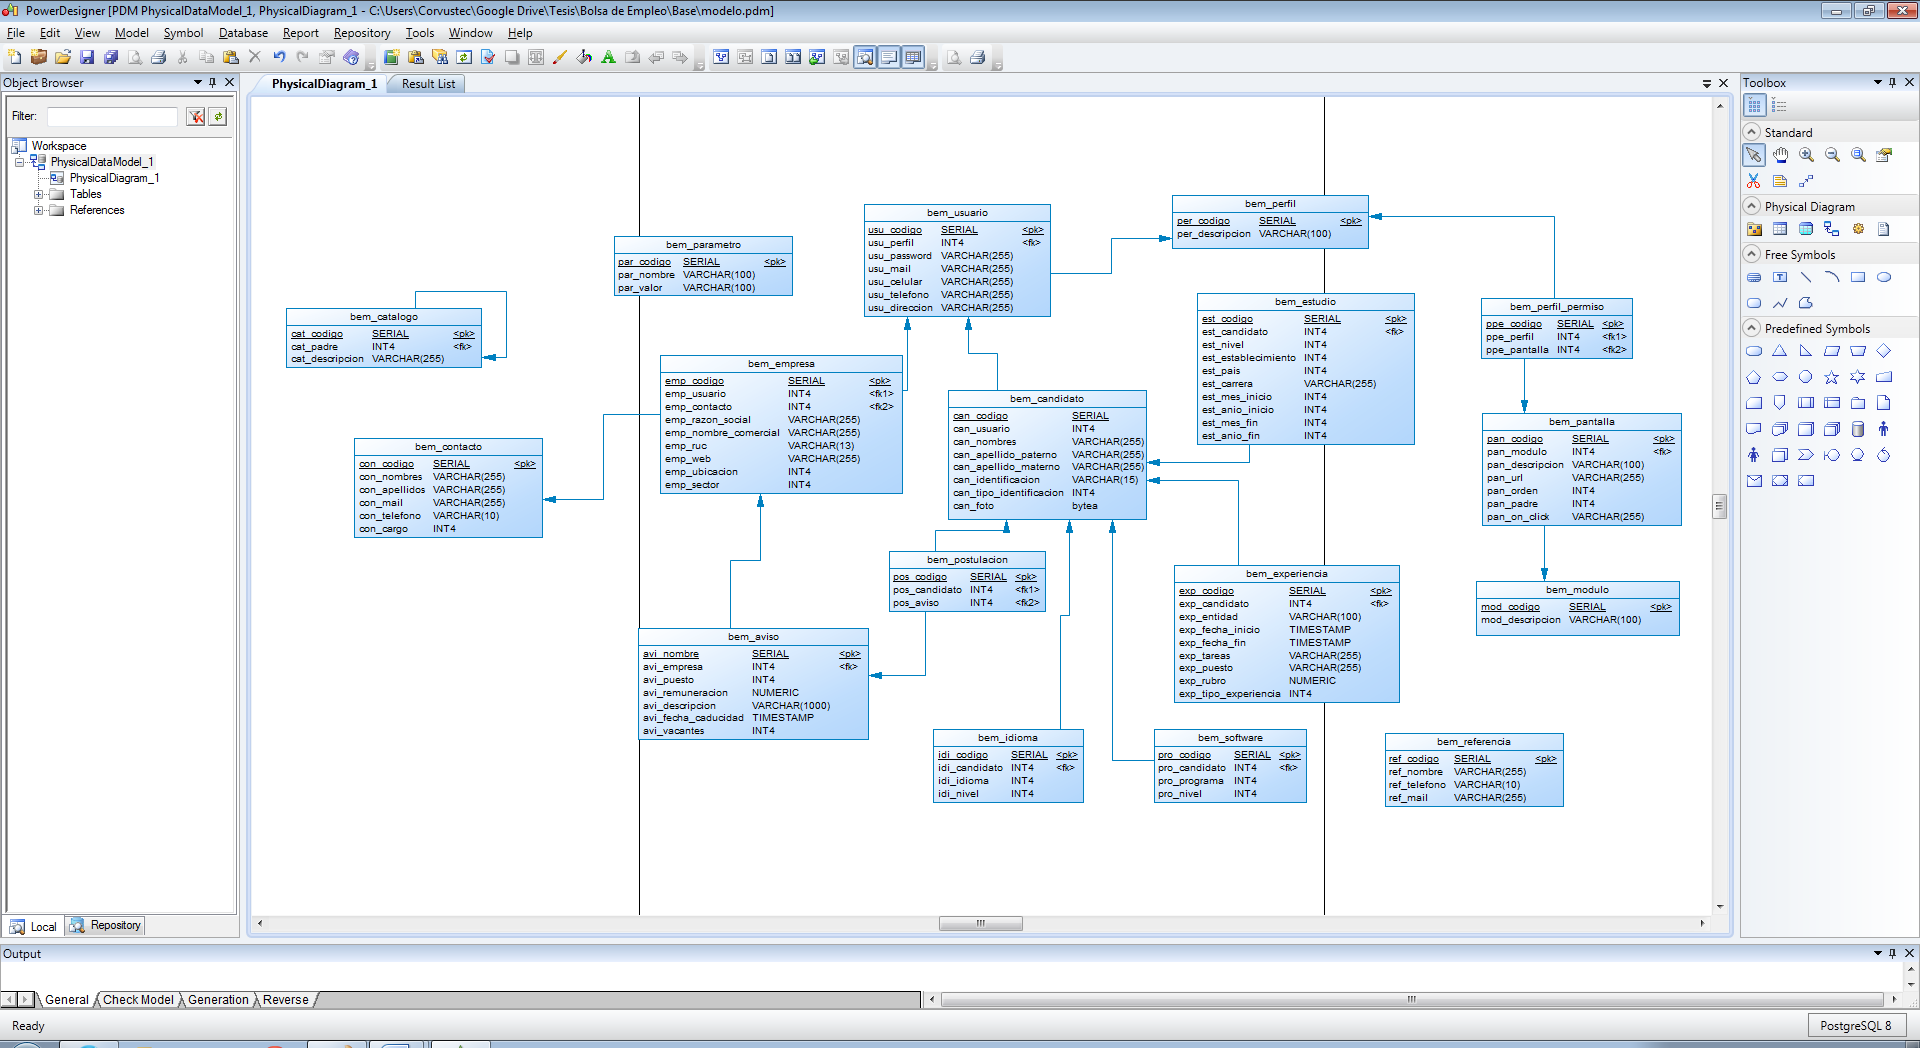 PowerDesigner [PDM PhysicalDataModel_1, PhysicalDiagram_1 - C:\Users\Corvustec\Google Drive\Tesis\Bolsa de Empleo\Base\modelo.pdm]
File Edit View Model Symbol Database Report Repository Tools Window Help
Object Browser
Filter:
Workspace
PhysicalDataModel_1
PhysicalDiagram_1
Tables
References
Local Repository
PhysicalDiagram_1 Result List
bem_catalogo
cat_codigo SERIAL <pk>
cat_padre INT4 <fk>
cat_descripcion VARCHAR(255)
bem_parametro
par_codigo SERIAL <pk>
par_nombre VARCHAR(100)
par_valor VARCHAR(100)
bem_usuario
usu_codigo SERIAL <pk>
usu_perfil INT4 <fk>
usu_password VARCHAR(255)
usu_mail VARCHAR(255)
usu_celular VARCHAR(255)
usu_telefono VARCHAR(255)
usu_direccion VARCHAR(255)
bem_perfil
per_codigo SERIAL <pk>
per_descripcion VARCHAR(100)
bem_estudio
est_codigo SERIAL <pk>
est_candidato INT4 <fk>
est_nivel INT4
est_establecimiento INT4
est_pais INT4
est_carrera VARCHAR(255)
est_mes_inicio INT4
est_anio_inicio INT4
est_mes_fin INT4
est_anio_fin INT4
bem_perfil_permiso
ppe_codigo SERIAL <pk>
ppe_perfil INT4 <fk1>
ppe_pantalla INT4 <fk2>
bem_empresa
emp_codigo SERIAL <pk>
emp_usuario INT4 <fk1>
emp_contacto INT4 <fk2>
emp_razon_social VARCHAR(255)
emp_nombre_comercial VARCHAR(255)
emp_ruc VARCHAR(13)
emp_web VARCHAR(255)
emp_ubicacion INT4
emp_sector INT4
bem_candidato
can_codigo SERIAL
can_usuario INT4
can_nombres VARCHAR(255)
can_apellido_paterno VARCHAR(255)
can_apellido_materno VARCHAR(255)
can_identificacion VARCHAR(15)
can_tipo_identificacion INT4
can_foto bytea
bem_contacto
con_codigo SERIAL <pk>
con_nombres VARCHAR(255)
con_apellidos VARCHAR(255)
con_mail VARCHAR(255)
con_telefono VARCHAR(10)
con_cargo INT4
bem_pantalla
pan_codigo SERIAL <pk>
pan_modulo INT4 <fk>
pan_descripcion VARCHAR(100)
pan_url VARCHAR(255)
pan_orden INT4
pan_padre INT4
pan_on_click VARCHAR(255)
bem_postulacion
pos_codigo SERIAL <pk>
pos_candidato INT4 <fk1>
pos_aviso INT4 <fk2>
bem_experiencia
exp_codigo SERIAL <pk>
exp_candidato INT4 <fk>
exp_entidad VARCHAR(100)
exp_fecha_inicio TIMESTAMP
exp_fecha_fin TIMESTAMP
exp_tareas VARCHAR(255)
exp_puesto VARCHAR(255)
exp_rubro NUMERIC
exp_tipo_experiencia INT4
bem_modulo
mod_codigo SERIAL <pk>
mod_descripcion VARCHAR(100)
bem_aviso
avi_nombre SERIAL <pk>
avi_empresa INT4 <fk>
avi_puesto INT4
avi_remuneracion NUMERIC
avi_descripcion VARCHAR(1000)
avi_fecha_caducidad TIMESTAMP
avi_vacantes INT4
bem_idioma
idi_codigo SERIAL <pk>
idi_candidato INT4 <fk>
idi_idioma INT4
idi_nivel INT4
bem_software
pro_codigo SERIAL <pk>
pro_candidato INT4 <fk>
pro_programa INT4
pro_nivel INT4
bem_referencia
ref_codigo SERIAL <pk>
ref_nombre VARCHAR(255)
ref_telefono VARCHAR(10)
ref_mail VARCHAR(255)
Toolbox
Standard
Physical Diagram
Free Symbols
Predefined Symbols
Output
General Check Model Generation Reverse
Ready
PostgreSQL 8